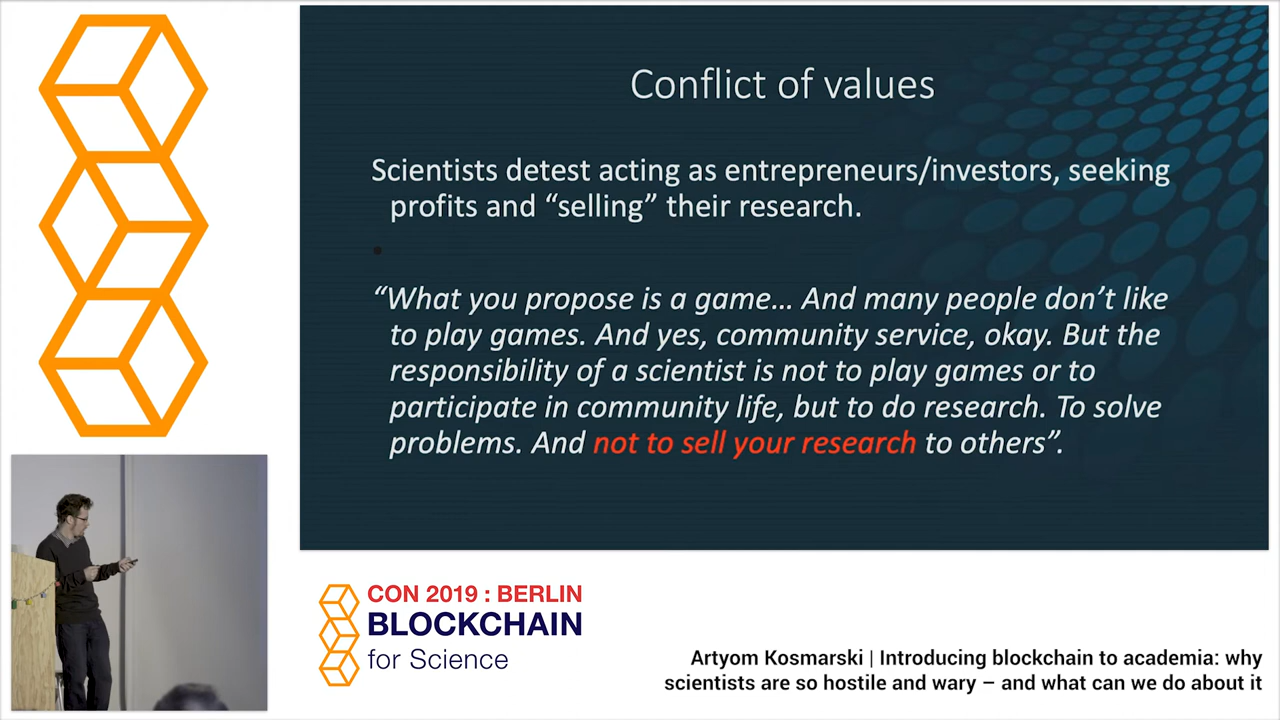 Conflict of values
Scientists detest acting as entrepreneurs/investors, seeking
profits and “selling” their research.
“What you propose is a game... And many people don’t like
to play games. And yes, community service, okay. But the
responsibility of a scientist is not to play games or to
participate in community life, but to do research. To solve
problems. And not to sell your research to others”.
CON 2019 : BERLIN
BLOCKCHAIN
for Science
Artyom Kosmarski | Introducing blockchain to academia: why
scientists are so hostile and wary – and what can we do about it